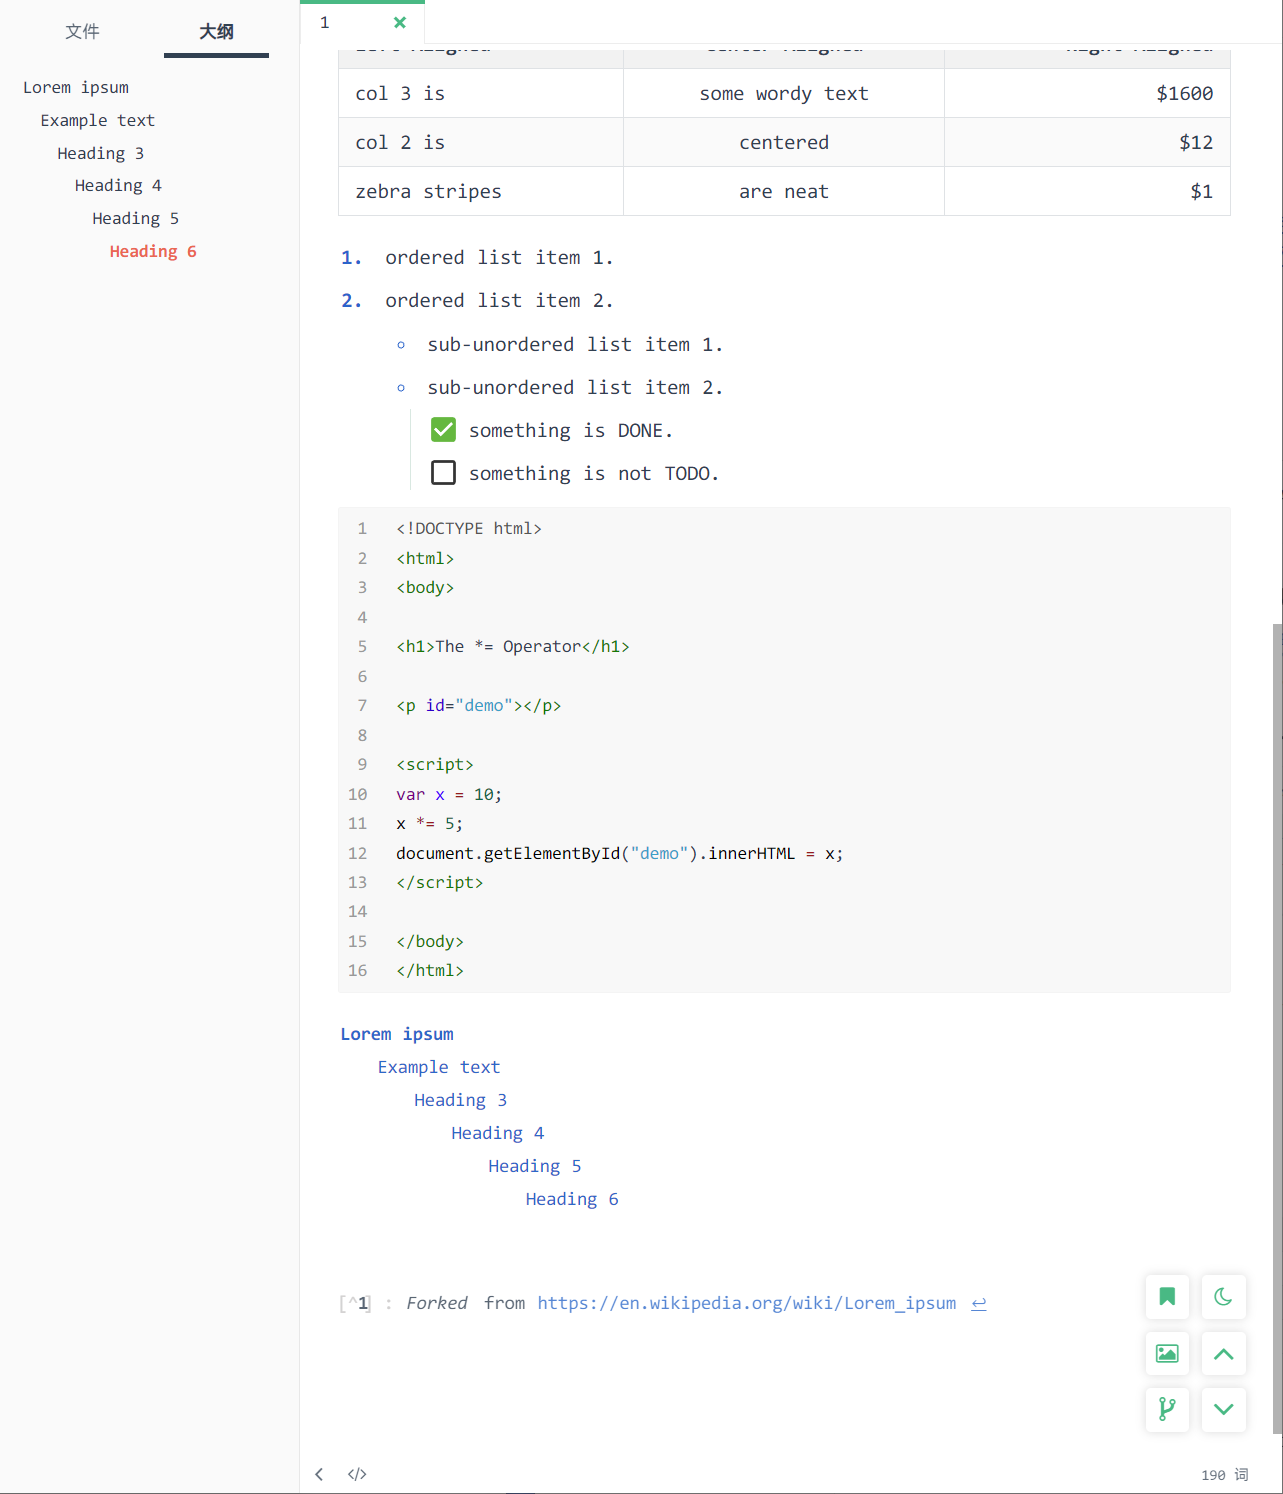 文件 大纲
Lorem ipsum
Example text
Heading 3
Heading 4
Heading 5
Heading 6
1
Left-Aligned Center Aligned Right Aligned
col 3 is some wordy text $1600
col 2 is centered $12
zebra stripes are neat $1
1. ordered list item 1.
2. ordered list item 2.
sub-unordered list item 1.
sub-unordered list item 2.
something is DONE.
something is not TODO.
1 <!DOCTYPE html>
2 <html>
3 <body>
4
5 <h1>The *= Operator</h1>
6
7 <p id="demo"></p>
8
9 <script>
10 var x = 10;
11 x *= 5;
12 document.getElementById("demo").innerHTML = x;
13 </script>
14
15 </body>
16 </html>
Lorem ipsum
Example text
Heading 3
Heading 4
Heading 5
Heading 6
[^1] : Forked from https://en.wikipedia.org/wiki/Lorem_ipsum ↩
</> 190 词